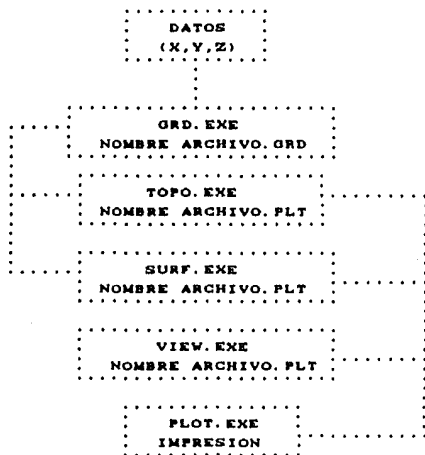 DATOS
(X,Y,Z)
GRD.EXE
NOMBRE ARCHIVO.GRD
TOPO.EXE
NOMBRE ARCHIVO.PLT
SURF.EXE
NOMBRE ARCHIVO.PLT
VIEW.EXE
NOMBRE ARCHIVO.PLT
PLOT.EXE
IMPRESION